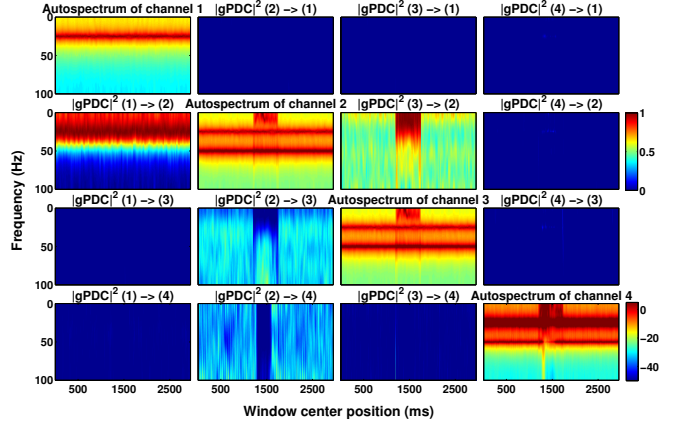 Autospectrum of channel 1
|gPDC|² (2) −> (1)
|gPDC|² (3) −> (1)
|gPDC|² (4) −> (1)
0
50
100
|gPDC|² (1) −> (2)
Autospectrum of channel 2
|gPDC|² (3) −> (2)
|gPDC|² (4) −> (2)
0
50
100
1
0.5
0
|gPDC|² (1) −> (3)
|gPDC|² (2) −> (3)
Autospectrum of channel 3
|gPDC|² (4) −> (3)
0
50
100
|gPDC|² (1) −> (4)
|gPDC|² (2) −> (4)
|gPDC|² (3) −> (4)
Autospectrum of channel 4
0
50
100
0
−20
−40
500 1500 2500
500 1500 2500
500 1500 2500
500 1500 2500
Frequency (Hz)
Window center position (ms)